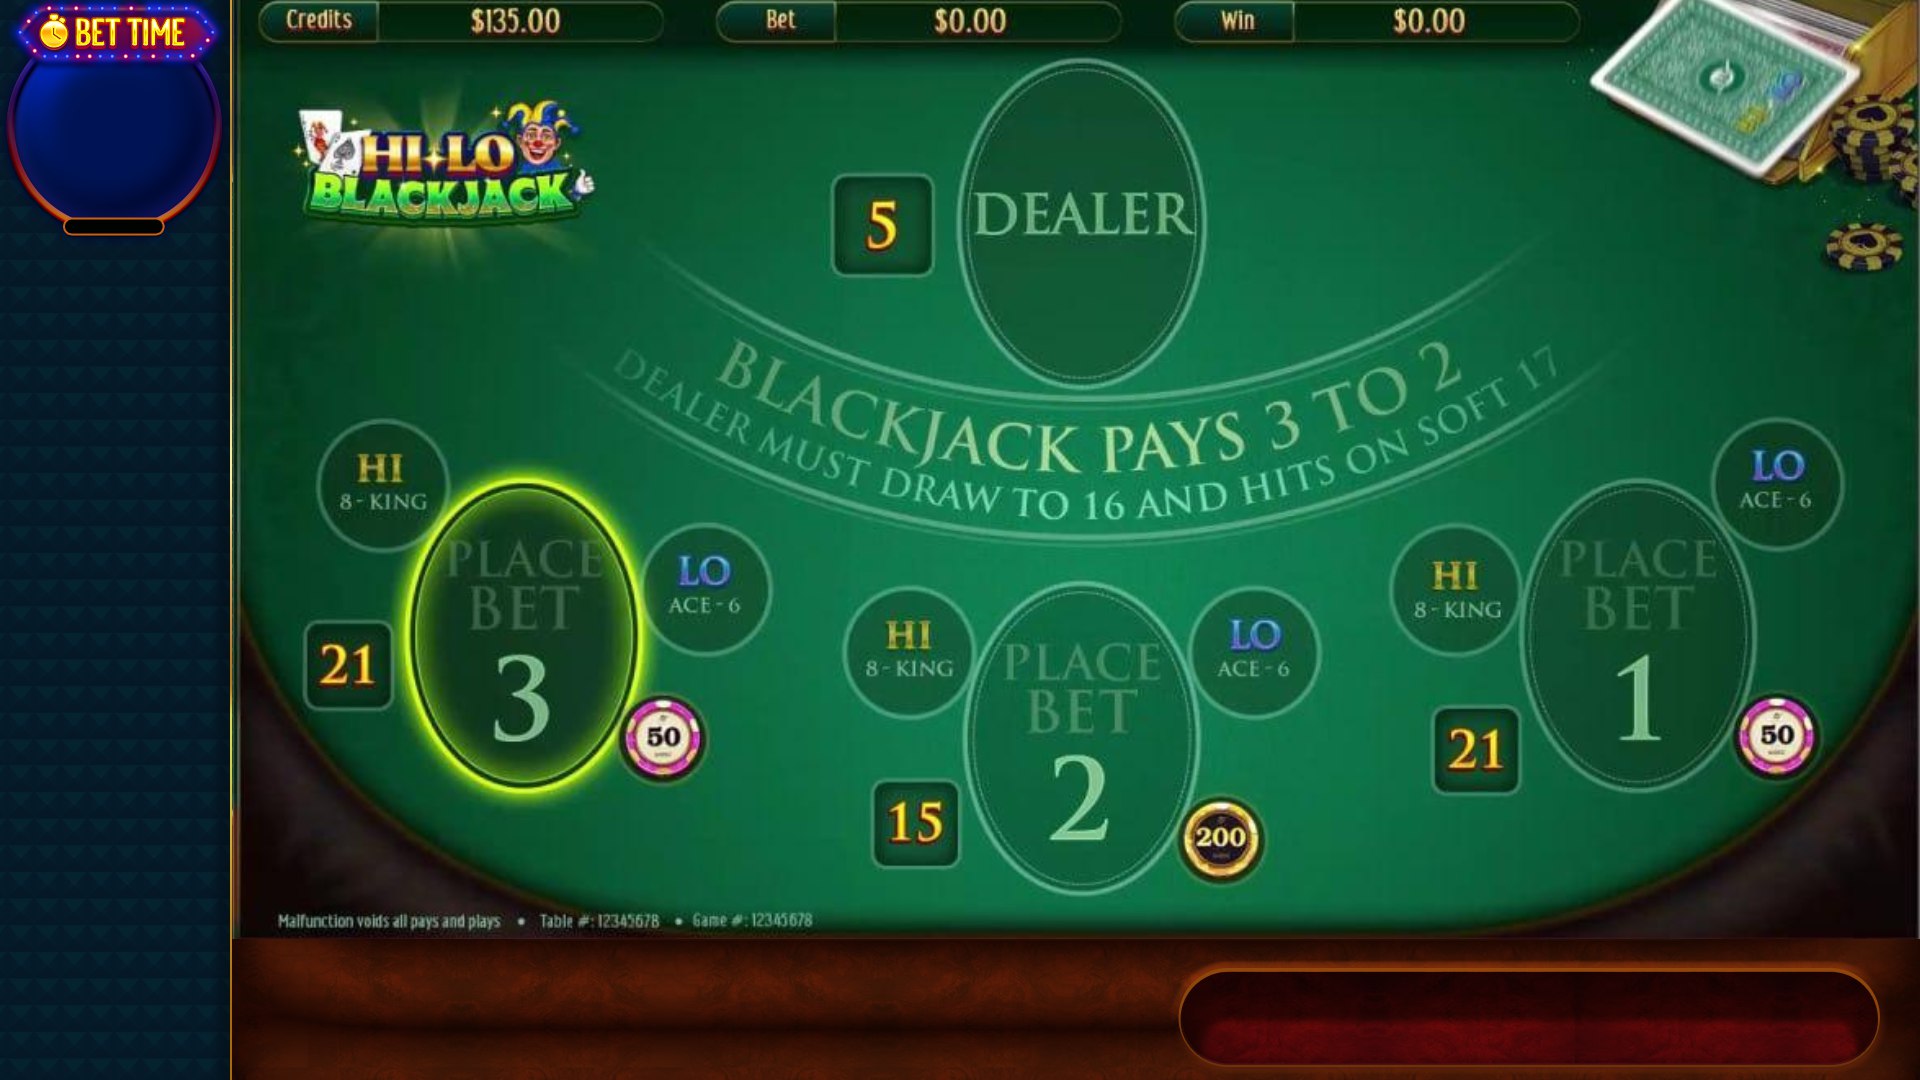 BET TIME
Credits
$135.00
Bet
$0.00
Win
$0.00
HI-LO
BLACKJACK
5
DEALER
BLACKJACK PAYS 3 TO 2
DEALER MUST DRAW TO 16 AND HITS ON SOFT 17
HI
8 - KING
PLACE
BET
3
LO
ACE - 6
21
50
HI
8 - KING
PLACE
BET
2
LO
ACE - 6
15
200
HI
8 - KING
PLACE
BET
1
LO
ACE - 6
21
50
Malfunction voids all pays and plays • Table #: 12345678 • Game #: 12345678